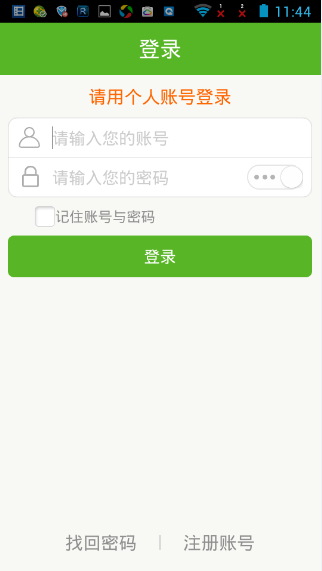 11:44
登录
请用个人账号登录
请输入您的账号
请输入您的密码
记住账号与密码
登录
找回密码 | 注册账号